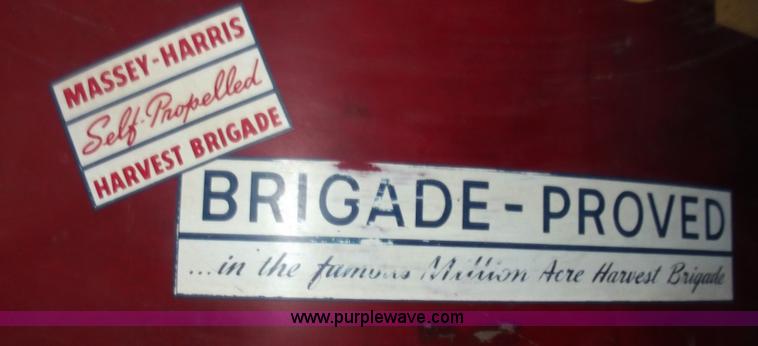 MASSEY-HARRIS
Self-Propelled
HARVEST BRIGADE
BRIGADE - PROVED
...in the famous Million Acre Harvest Brigade
www.purplewave.com